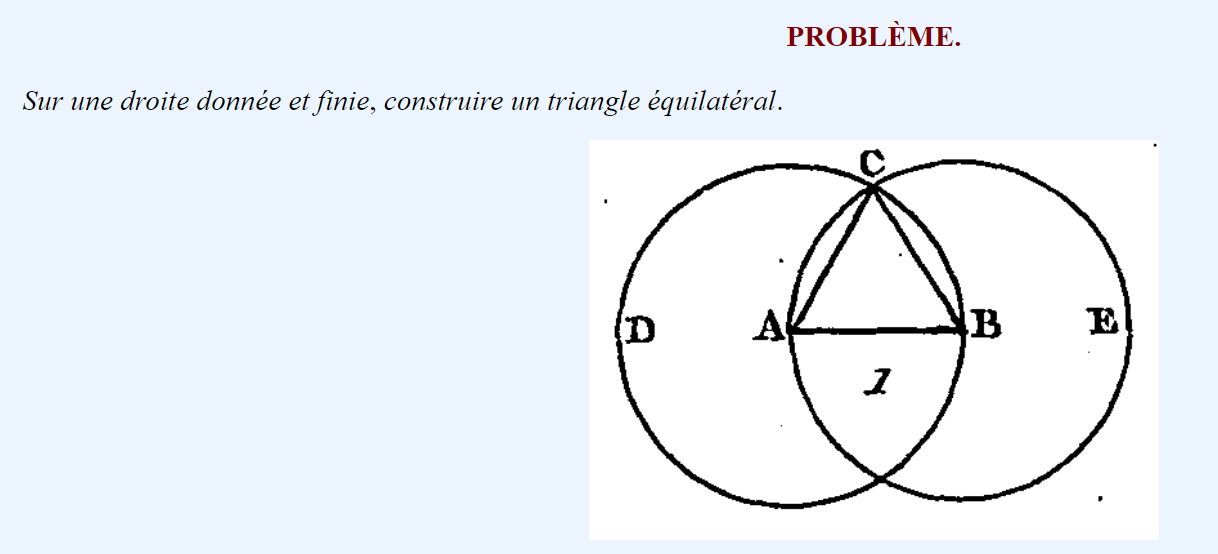 PROBLÈME.
Sur une droite donnée et finie, construire un triangle équilatéral.
C
D A B E
1